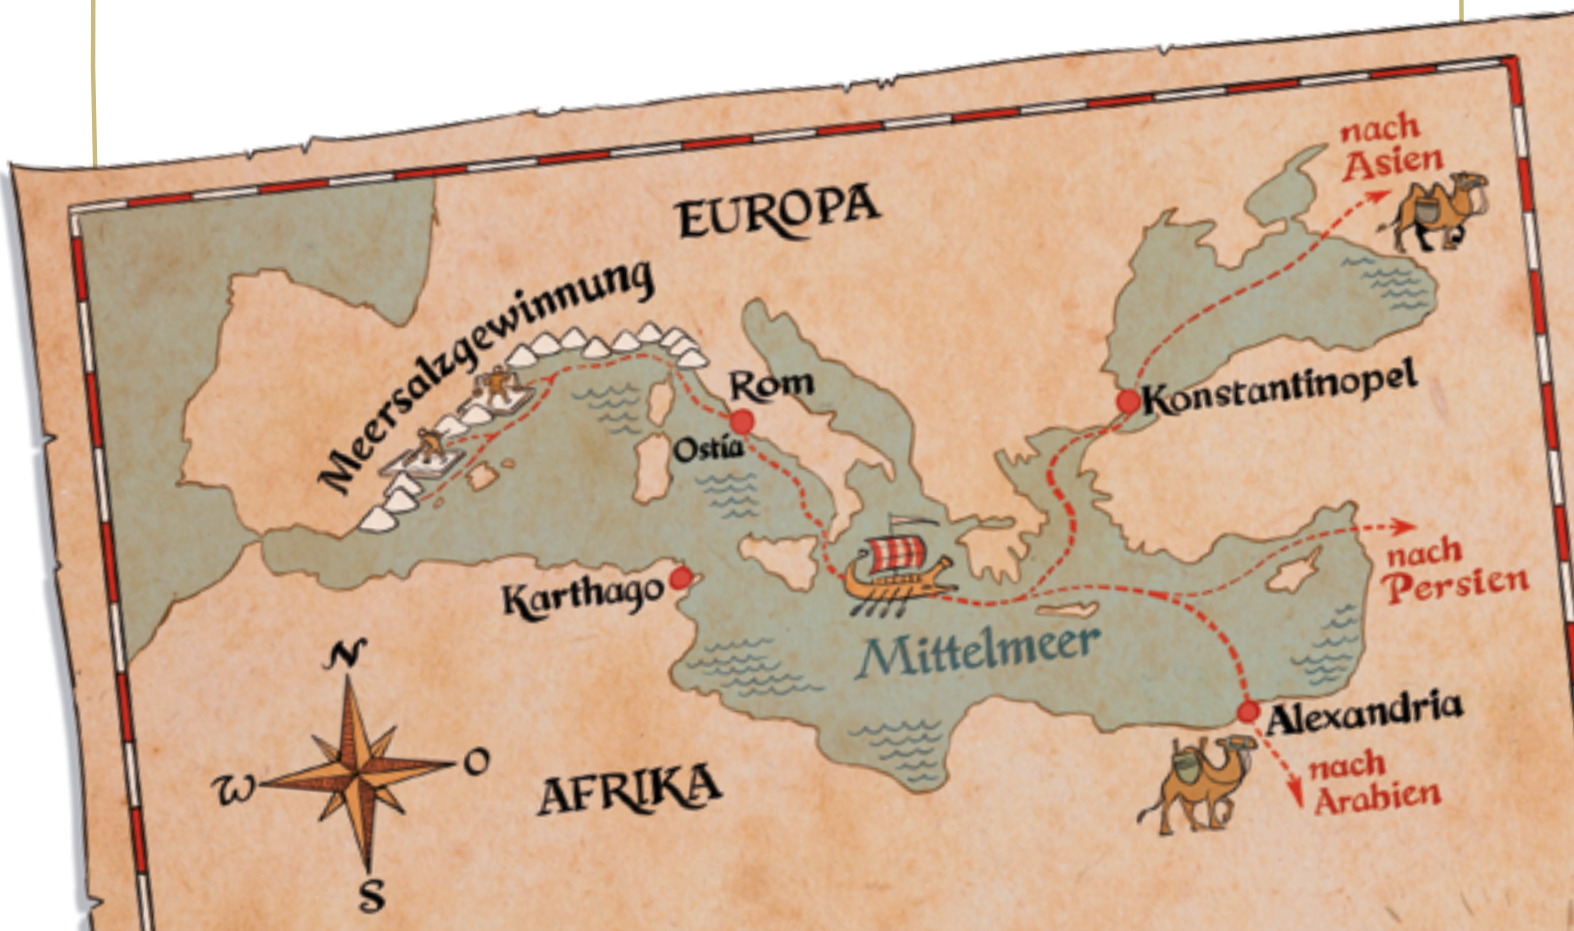 nach
Asien
EUROPA
Meersalzgewinnung
Rom
Konstantinopel
Ostia
nach
Persien
Karthago
Mittelmeer
N
W
O
S
Alexandria
nach
Arabien
AFRIKA